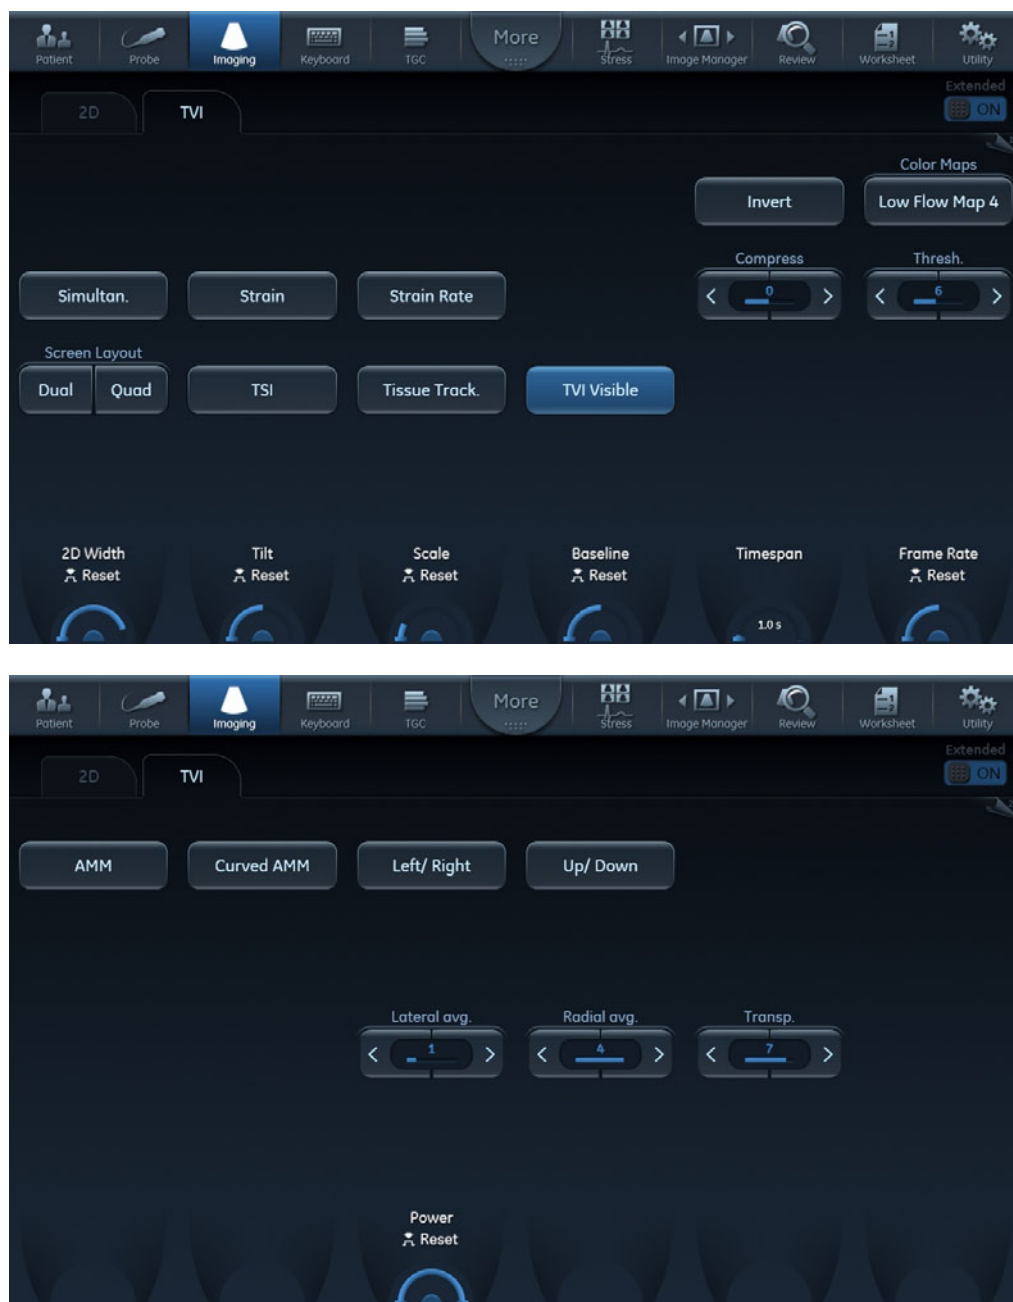 Patient Probe Imaging Keyboard TGC More Stress Image Manager Review Worksheet Utility
Extended
2D TVI ON
Color Maps
Invert Low Flow Map 4
Compress Thresh.
Simultan. Strain Strain Rate 0 6
Screen Layout
Dual Quad TSI Tissue Track. TVI Visible
2D Width Tilt Scale Baseline Timespan Frame Rate
Reset Reset Reset Reset Reset
1.0 s
Patient Probe Imaging Keyboard TGC More Stress Image Manager Review Worksheet Utility
Extended
2D TVI ON
AMM Curved AMM Left/ Right Up/ Down
Lateral avg. Radial avg. Transp.
1 4 7
Power
Reset